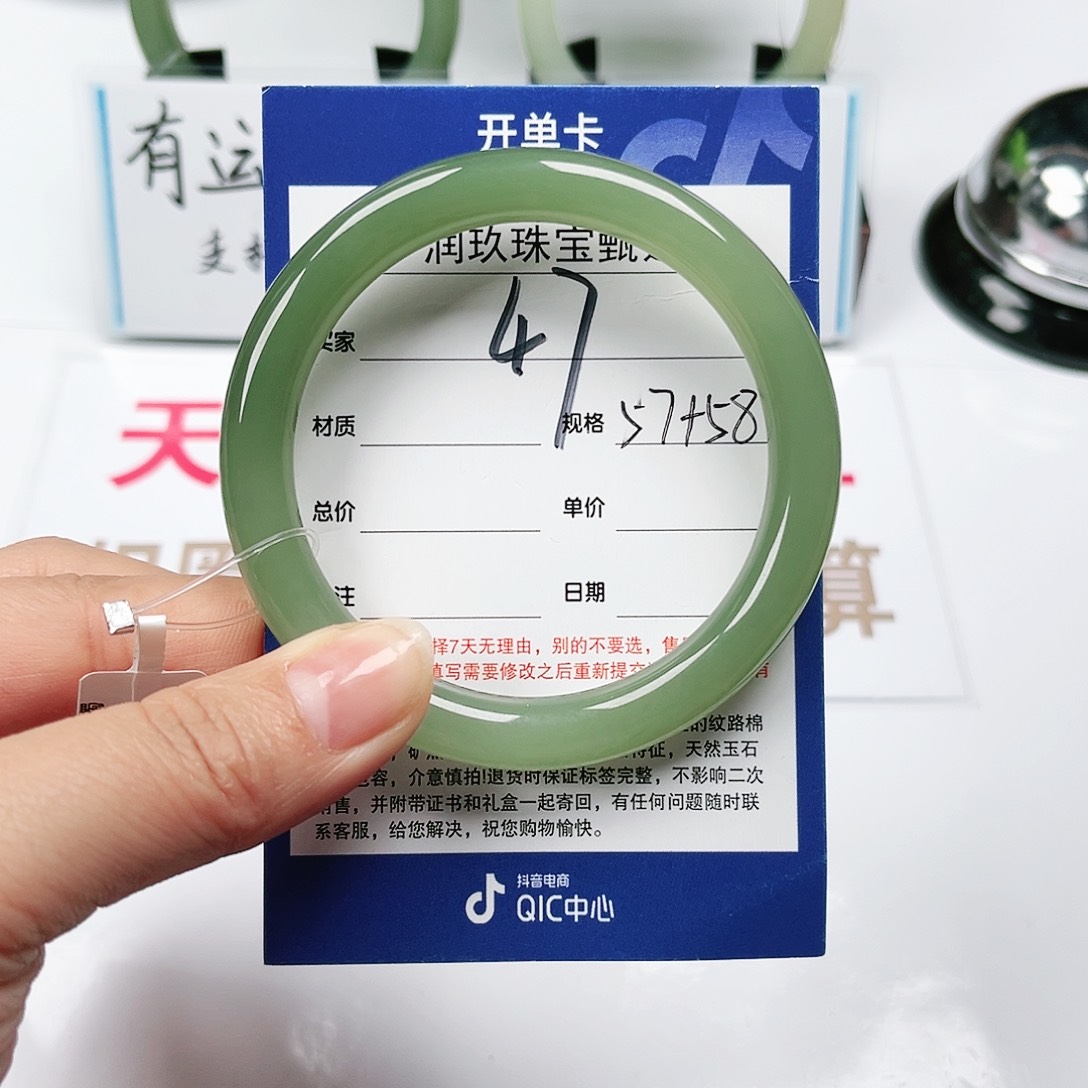 开单卡
有运
支
润玖珠宝甄
47
买家
材质
规格 57+58
天
总价
单价
算
注
日期
择7天无理由，别的不要选，售
填写需要修改之后重新提交
有
的纹路棉
特征，天然玉石
容，介意慎拍!退货时保证标签完整，不影响二次
售，并附带证书和礼盒一起寄回，有任何问题随时联
系客服，给您解决，祝您购物愉快。
抖音电商
QIC中心